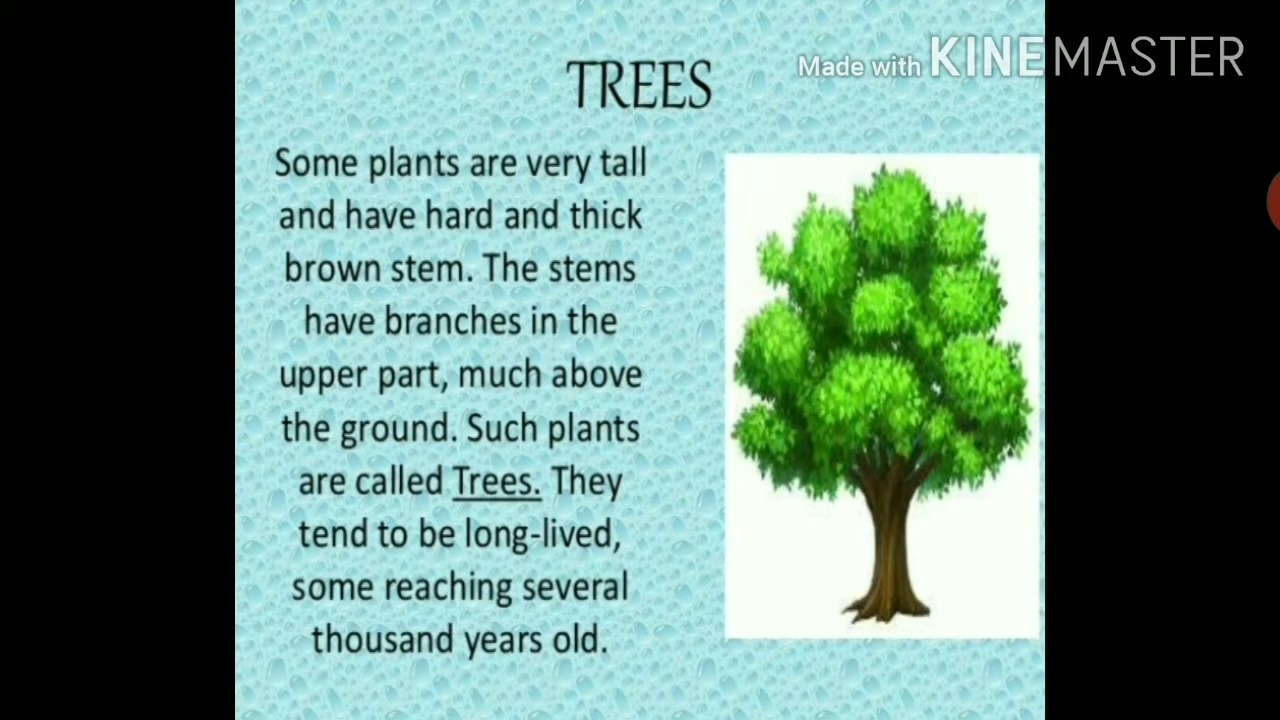 Made with KINEMASTER
TREES
Some plants are very tall
and have hard and thick
brown stem. The stems
have branches in the
upper part, much above
the ground. Such plants
are called Trees. They
tend to be long-lived,
some reaching several
thousand years old.